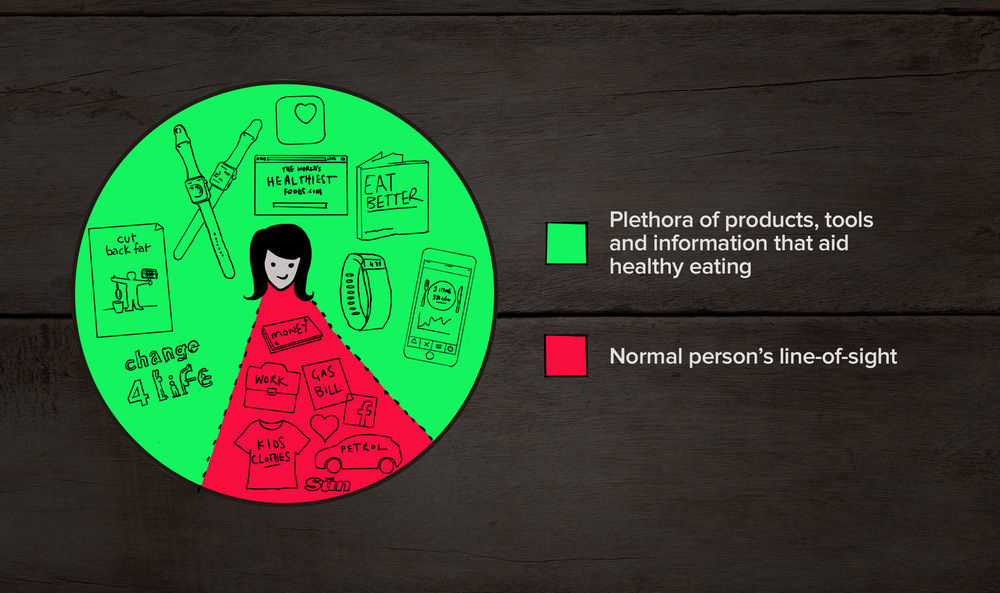 THE WORLD'S
HEALTHIEST
FOODS.COM
EAT
BETTER
cut
back fat
change
4 LiFE
MONEY
WORK
GAS
BILL
f
KIDS
CLOTHES
PETROL
Sun
Plethora of products, tools
and information that aid
healthy eating
Normal person's line-of-sight